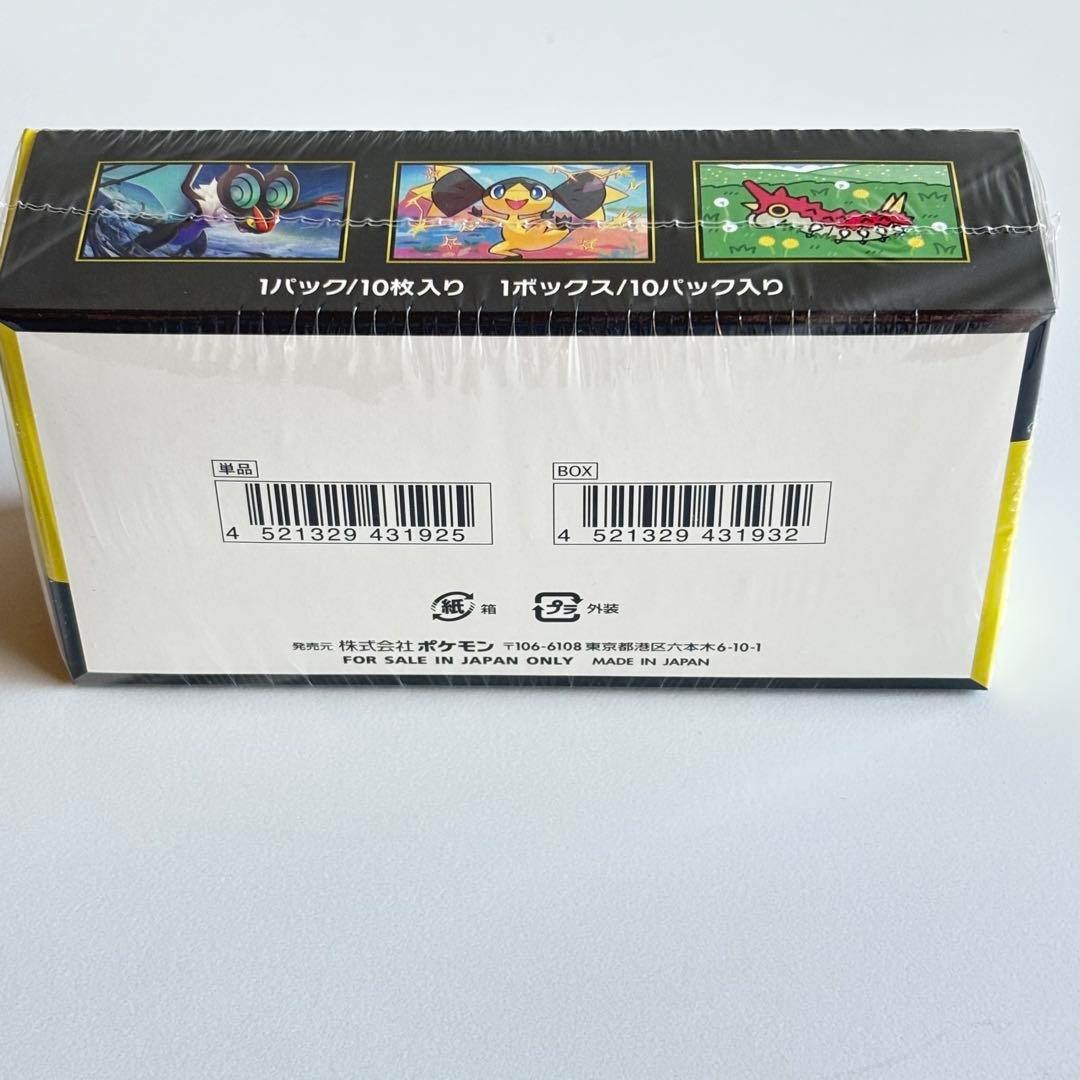 1パック/10枚入り 1ボックス/10パック入り
単品
4 521329 431925
BOX
4 521329 431932
紙 箱
プラ 外装
発売元 株式会社 ポケモン 〒106-6108 東京都港区六本木6-10-1
FOR SALE IN JAPAN ONLY MADE IN JAPAN